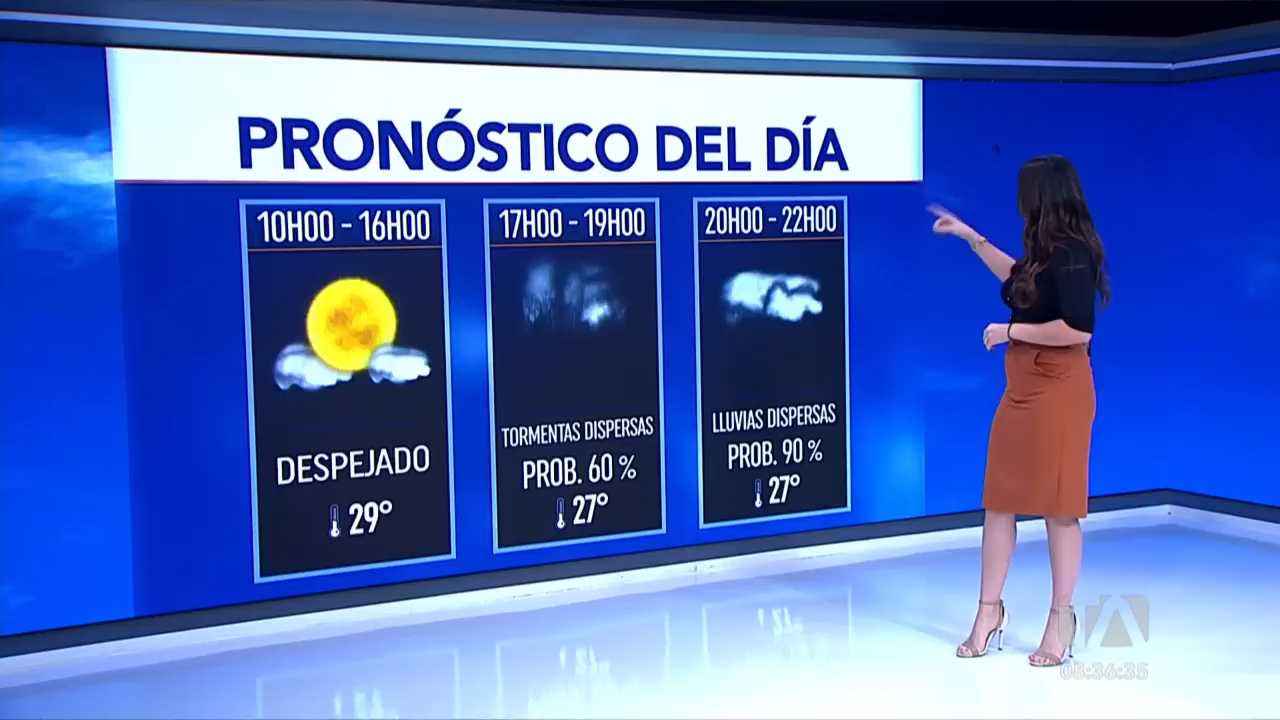 PRONÓSTICO DEL DÍA
10H00 - 16H00
DESPEJADO
29°
17H00 - 19H00
TORMENTAS DISPERSAS
PROB. 60 %
27°
20H00 - 22H00
LLUVIAS DISPERSAS
PROB. 90 %
27°
08:36:35